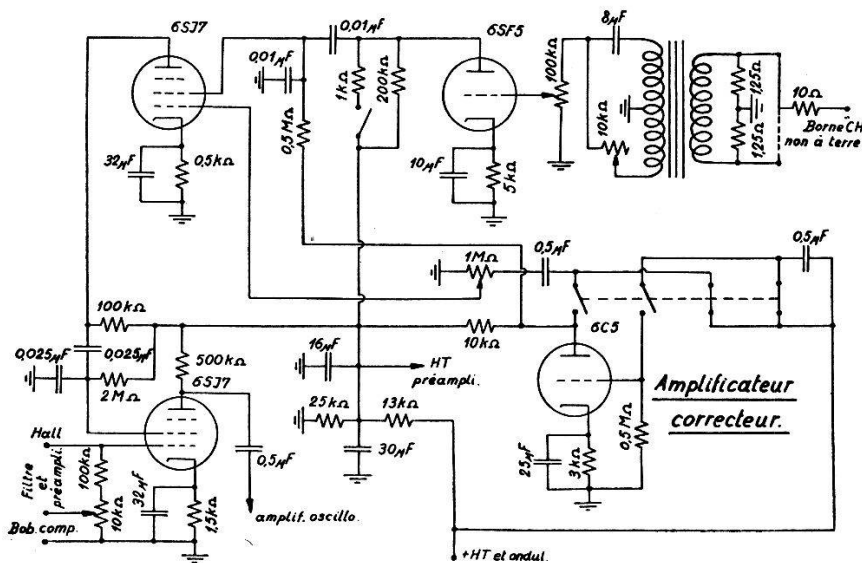 6SJ7
0,01µF
6SF5
8µF
0,01µF
1kΩ
200kΩ
100kΩ
1,25Ω
10Ω
Borne CH
non à terre
1,25Ω
10kΩ
0,5MΩ
32µF
0,5kΩ
10µF
5kΩ
1MΩ
0,5µF
0,5µF
100kΩ
10kΩ
6C5
0,025µF
0,025µF
500kΩ
16µF
HT
préampli.
2MΩ
6SJ7
25kΩ
13kΩ
Amplificateur
correcteur.
Hall
Filtre et
préampli.
100kΩ
0,5µF
30µF
0,5MΩ
25µF
3kΩ
10kΩ
32µF
1,5kΩ
amplif. oscillo.
Bob. comp.
+HT et ondul.